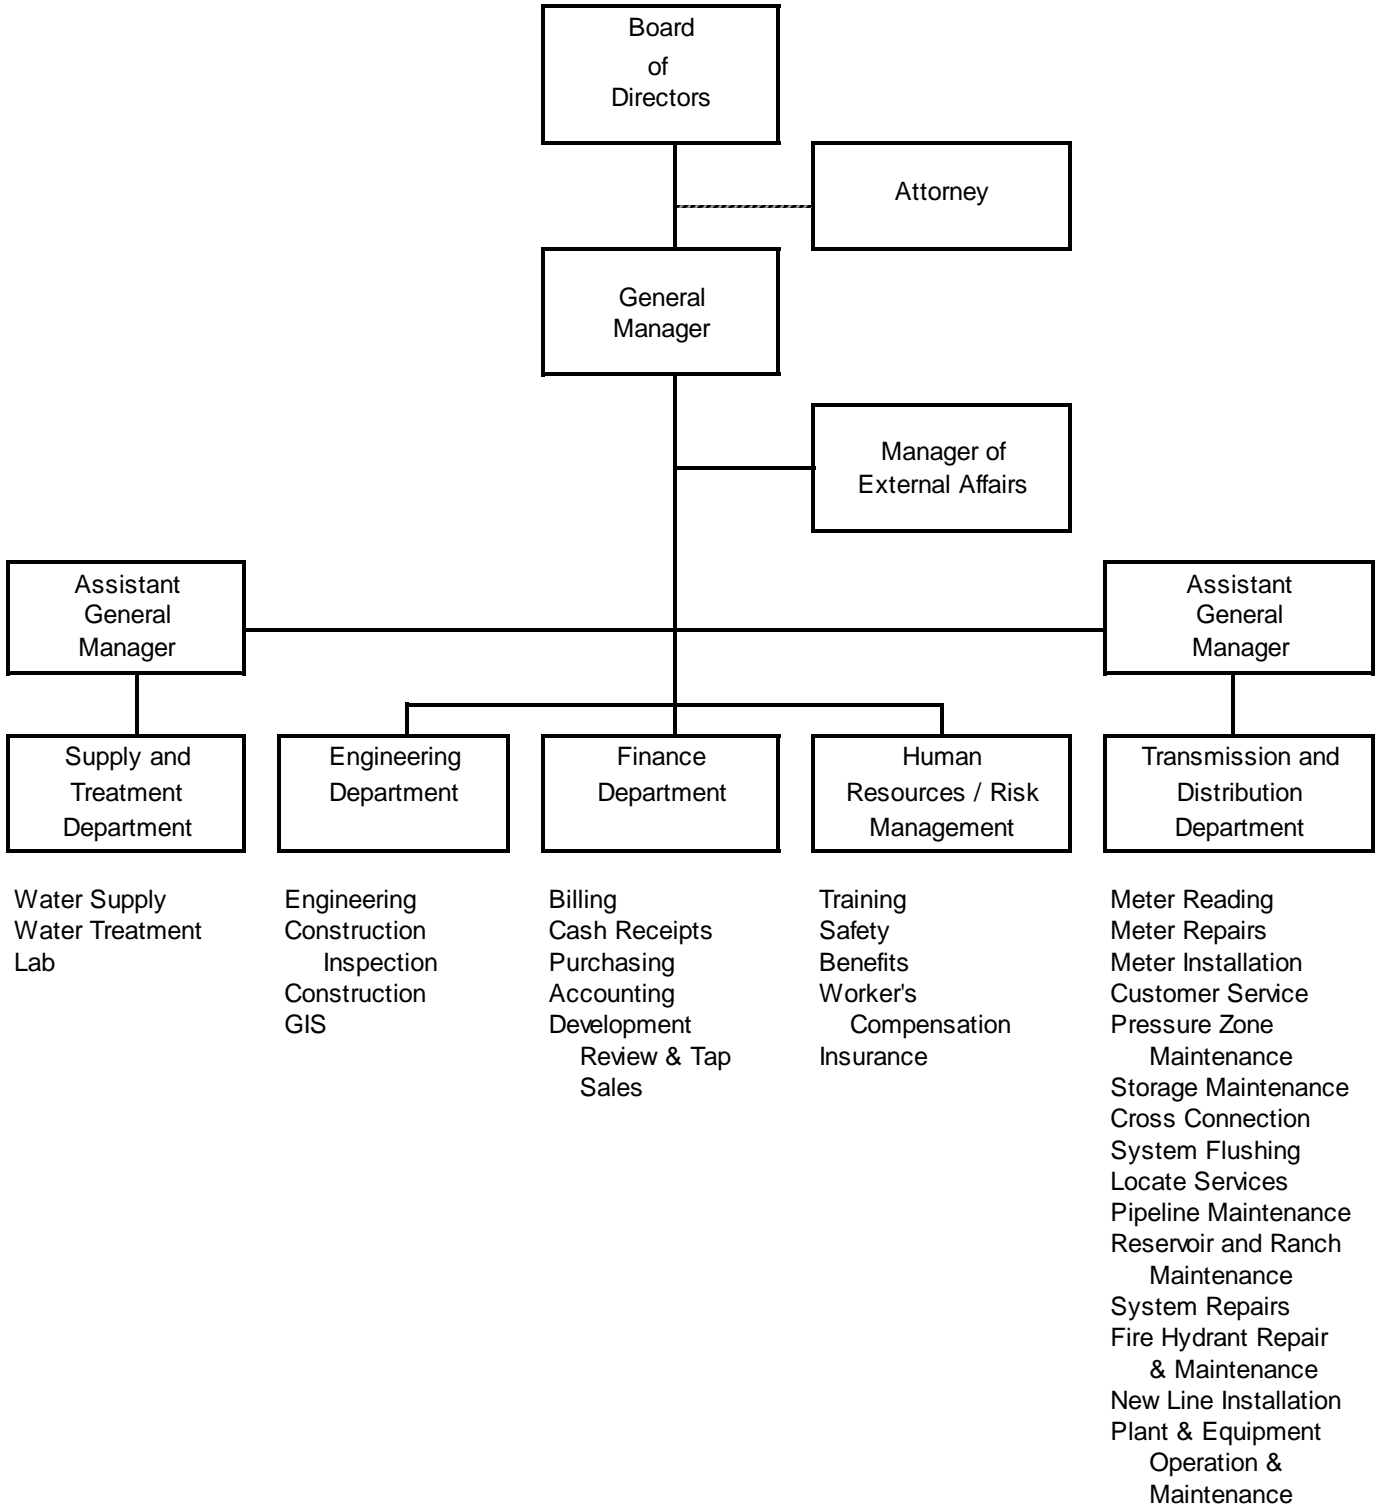 Board
of
Directors
Attorney
General
Manager
Manager of
External Affairs
Assistant
General
Manager
Assistant
General
Manager
Supply and
Treatment
Department
Engineering
Department
Finance
Department
Human
Resources / Risk
Management
Transmission and
Distribution
Department
Water Supply
Water Treatment
Lab
Engineering
Construction
Inspection
Construction
GIS
Billing
Cash Receipts
Purchasing
Accounting
Development
Review & Tap
Sales
Training
Safety
Benefits
Worker's
Compensation
Insurance
Meter Reading
Meter Repairs
Meter Installation
Customer Service
Pressure Zone
Maintenance
Storage Maintenance
Cross Connection
System Flushing
Locate Services
Pipeline Maintenance
Reservoir and Ranch
Maintenance
System Repairs
Fire Hydrant Repair
& Maintenance
New Line Installation
Plant & Equipment
Operation &
Maintenance